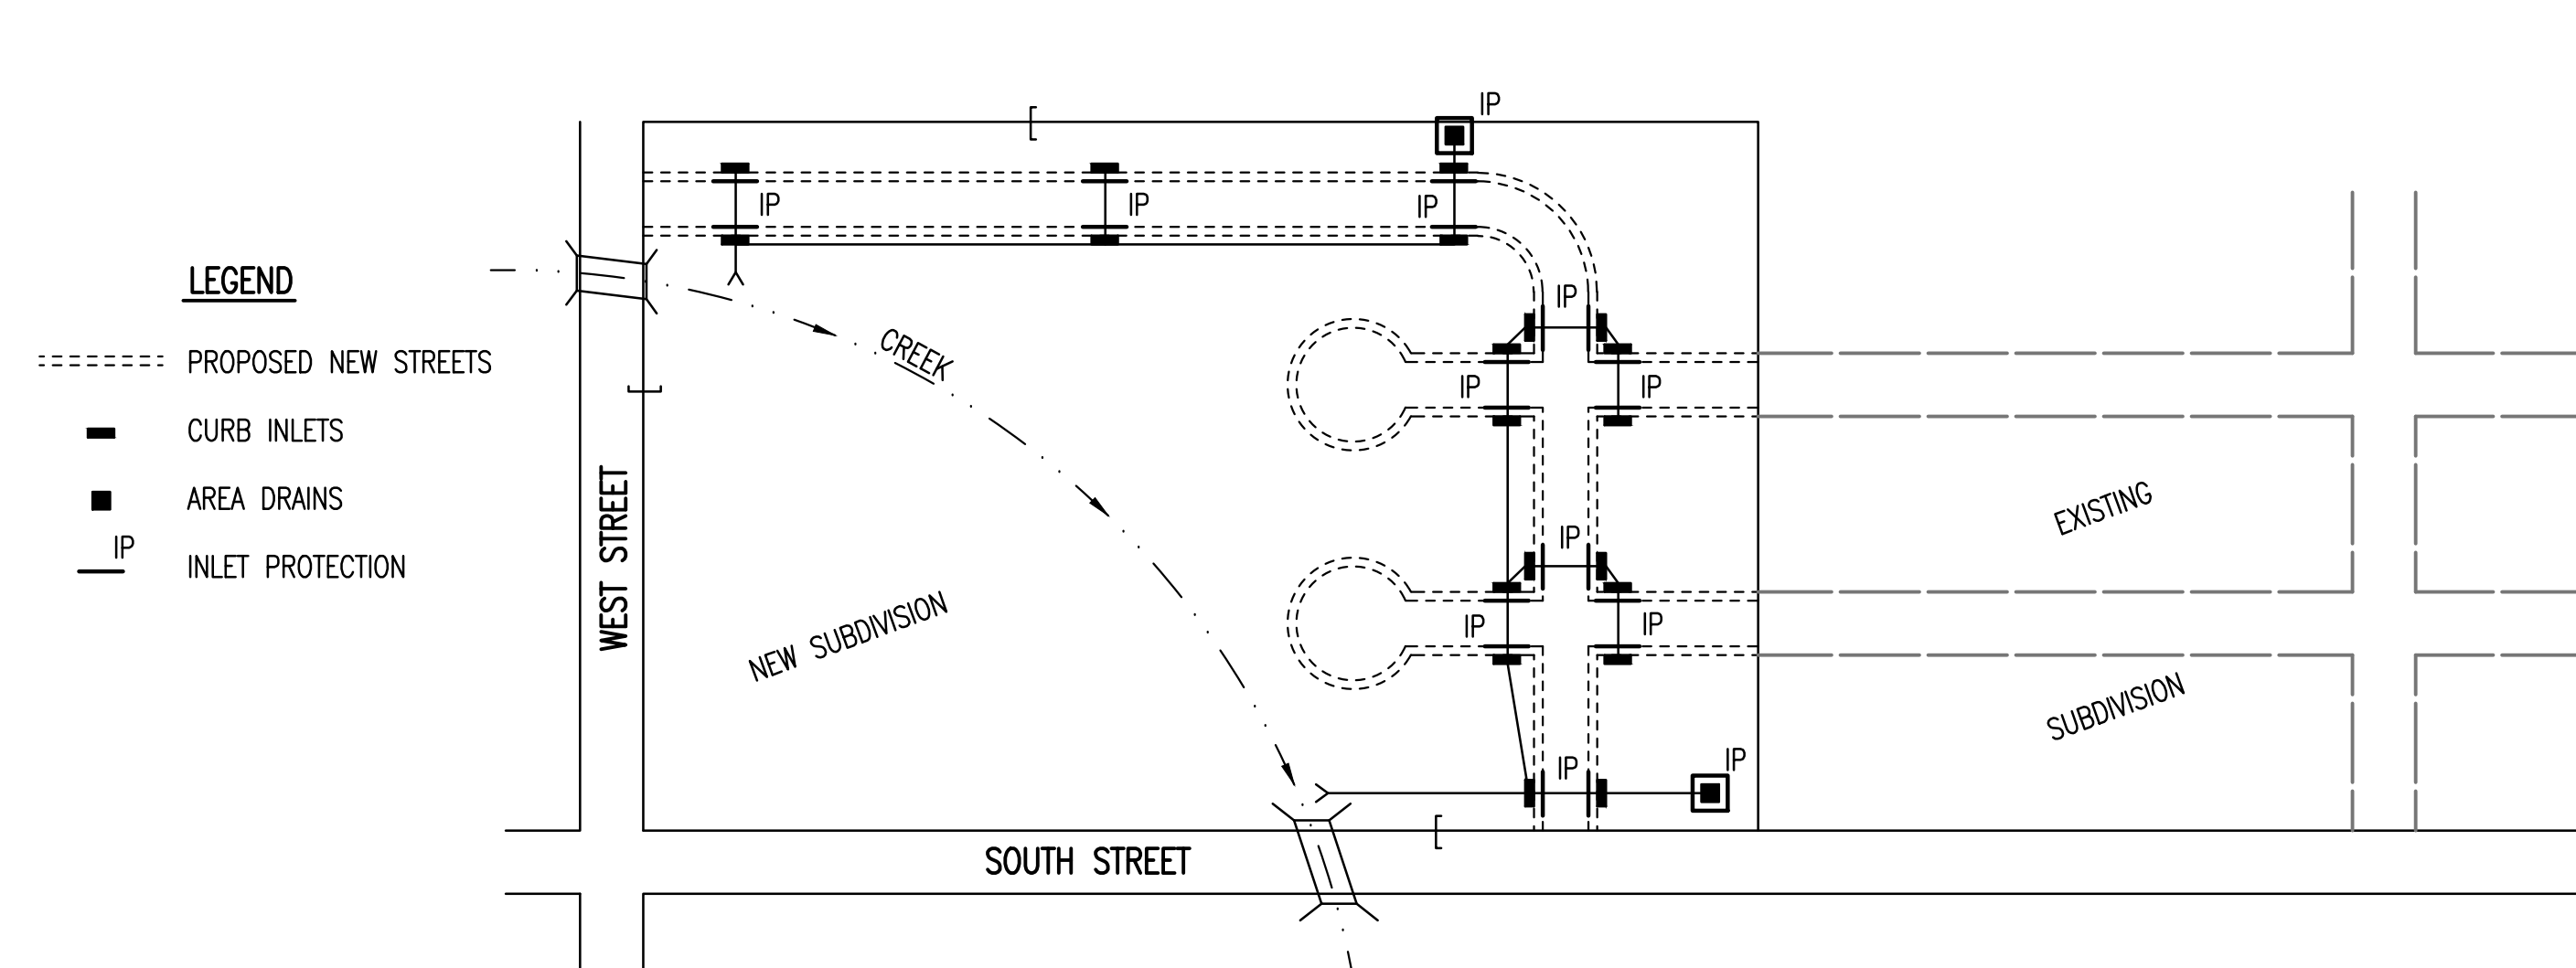 IP
IP
IP
IP
LEGEND
IP
PROPOSED NEW STREETS
CREEK
IP
IP
CURB INLETS
AREA DRAINS
EXISTING
IP
IP
INLET PROTECTION
WEST STREET
NEW SUBDIVISION
IP
IP
SUBDIVISION
IP
IP
SOUTH STREET